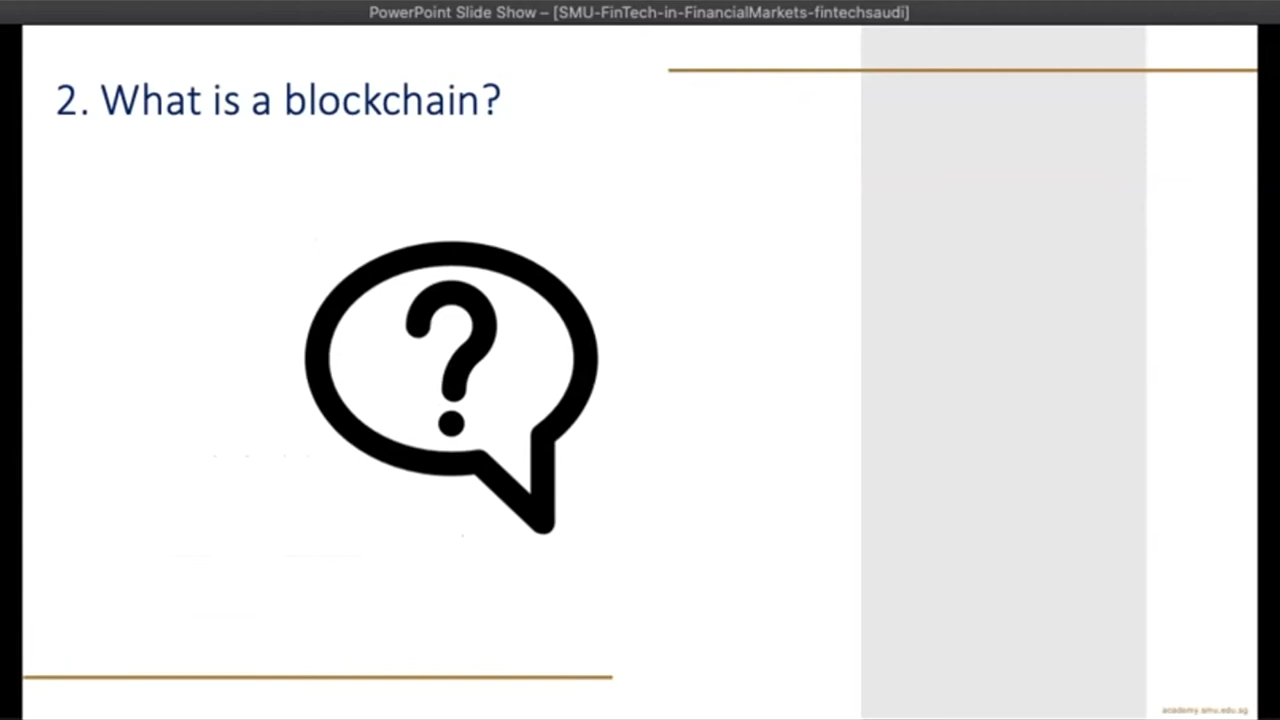 PowerPoint Slide Show – [SMU-FinTech-in-FinancialMarkets-fintechsaudi]
2. What is a blockchain?
?
academy.smu.edu.sg